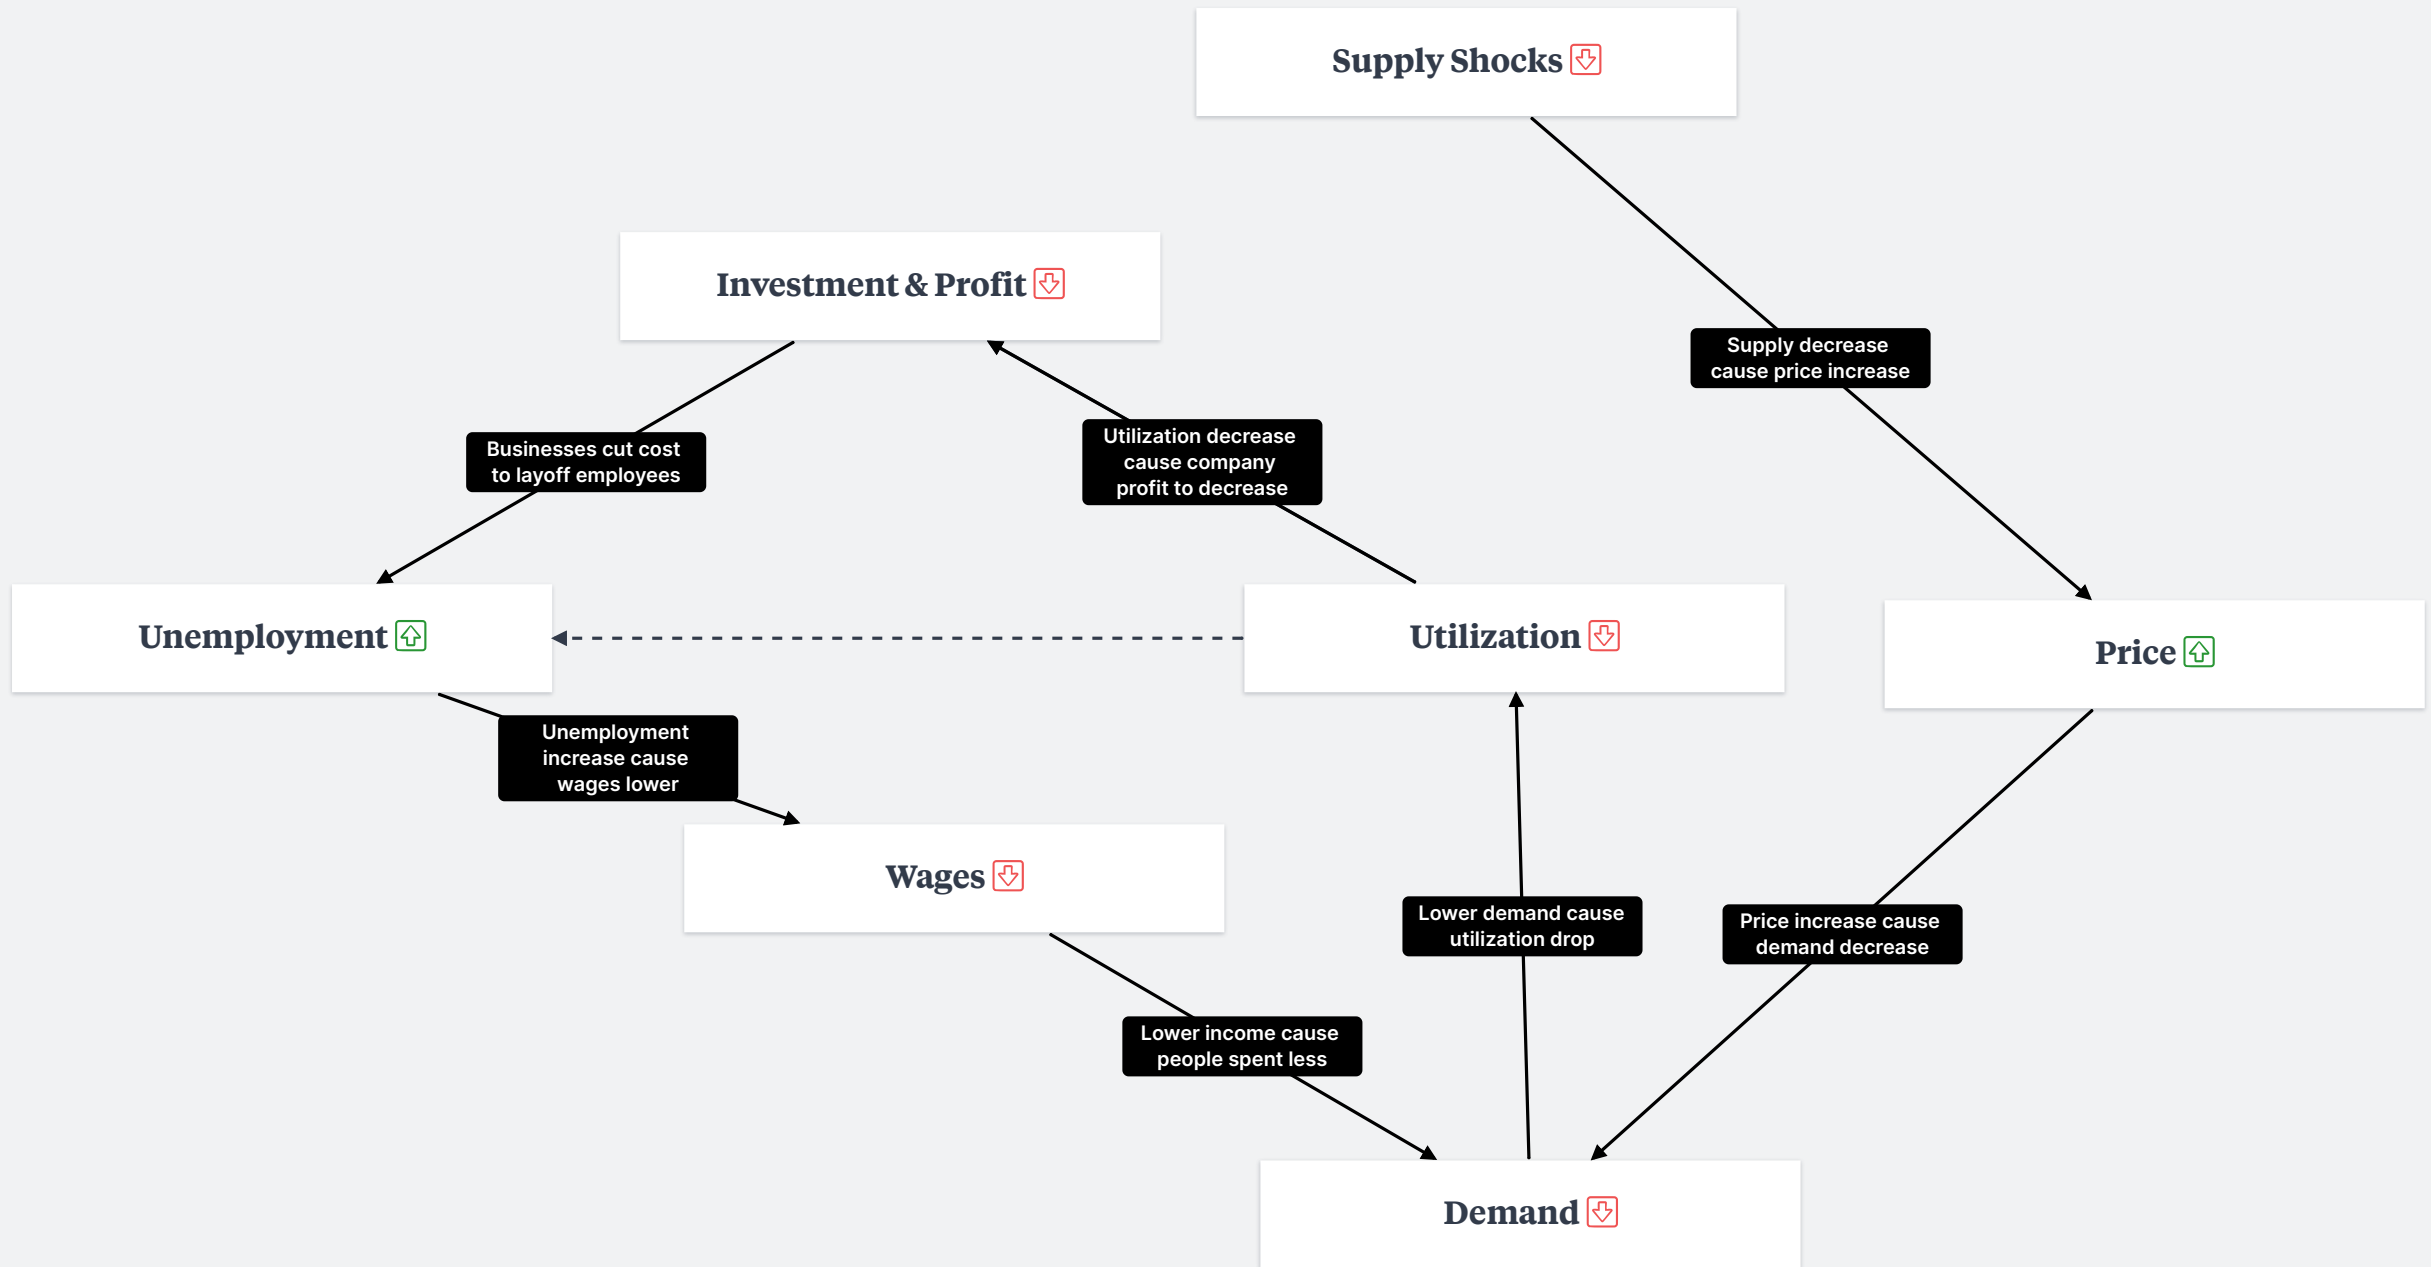 Supply Shocks
Investment & Profit
Supply decrease
cause price increase
Businesses cut cost
to layoff employees
Utilization decrease
cause company
profit to decrease
Unemployment
Utilization
Price
Unemployment
increase cause
wages lower
Wages
Lower demand cause
utilization drop
Price increase cause
demand decrease
Lower income cause
people spent less
Demand